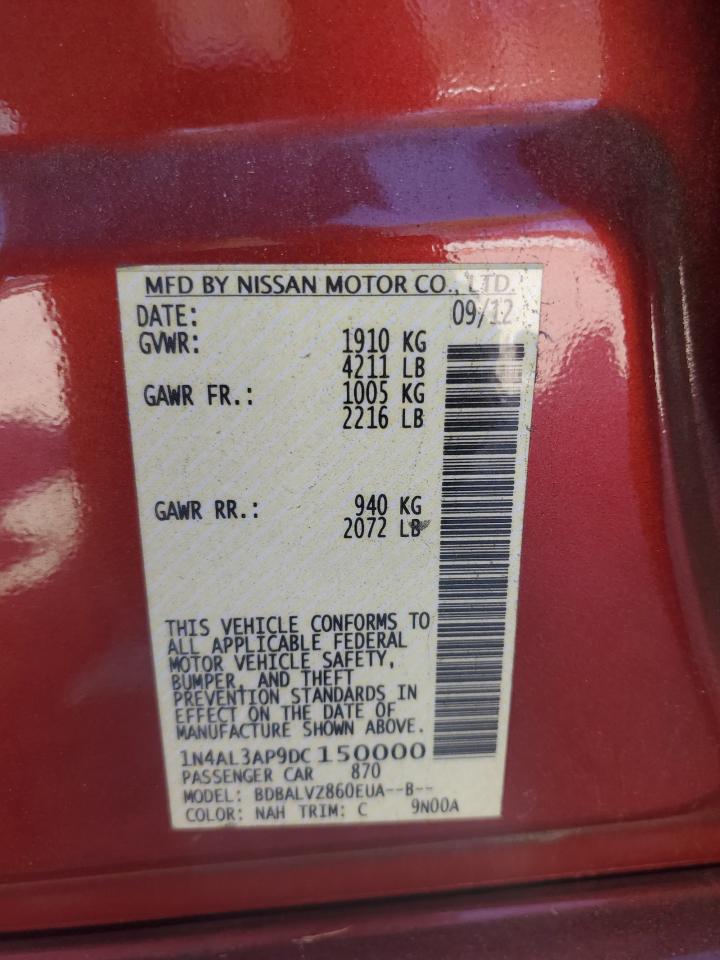 MFD BY NISSAN MOTOR CO., LTD.
DATE: 09/12
GVWR: 1910 KG
4211 LB
GAWR FR.: 1005 KG
2216 LB
GAWR RR.: 940 KG
2072 LB
THIS VEHICLE CONFORMS TO
ALL APPLICABLE FEDERAL
MOTOR VEHICLE SAFETY,
BUMPER, AND THEFT
PREVENTION STANDARDS IN
EFFECT ON THE DATE OF
MANUFACTURE SHOWN ABOVE.
1N4AL3AP9DC150000
PASSENGER CAR 870
MODEL: BDBALVZ860EUA--B--
COLOR: NAH TRIM: C 9N00A